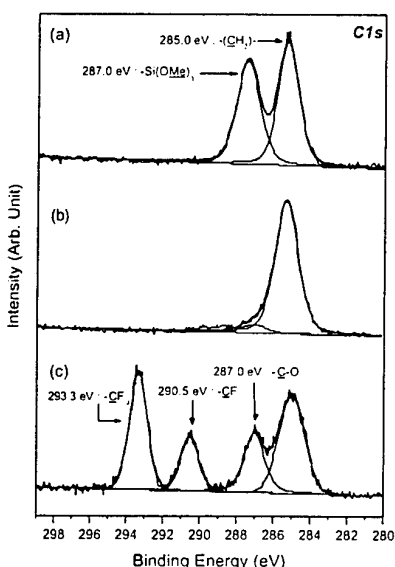 (a)
C1s
285.0 eV : -(CH2)-
287.0 eV : -Si(OMe)3
(b)
(c)
293.3 eV : -CF3
290.5 eV : -CF
287.0 eV : -C-O
Intensity (Arb. Unit)
298 296 294 292 290 288 286 284 282 280
Binding Energy (eV)